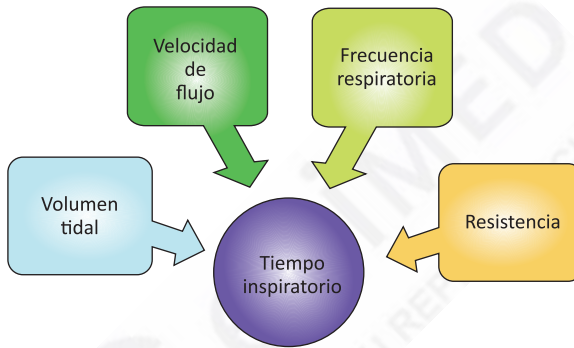 Velocidad
de
flujo
Frecuencia
respiratoria
Volumen
tidal
Resistencia
Tiempo
inspiratorio